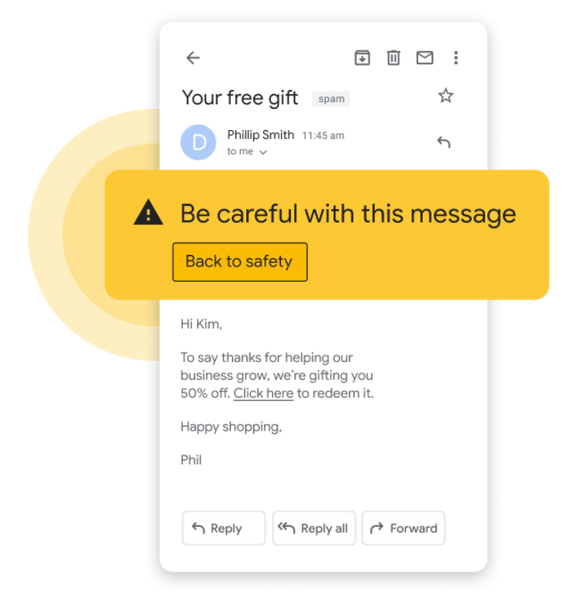 Your free gift spam
D
Phillip Smith 11:45 am
to me
Be careful with this message
Back to safety
Hi Kim,
To say thanks for helping our
business grow, we're gifting you
50% off. Click here to redeem it.
Happy shopping,
Phil
Reply Reply all Forward